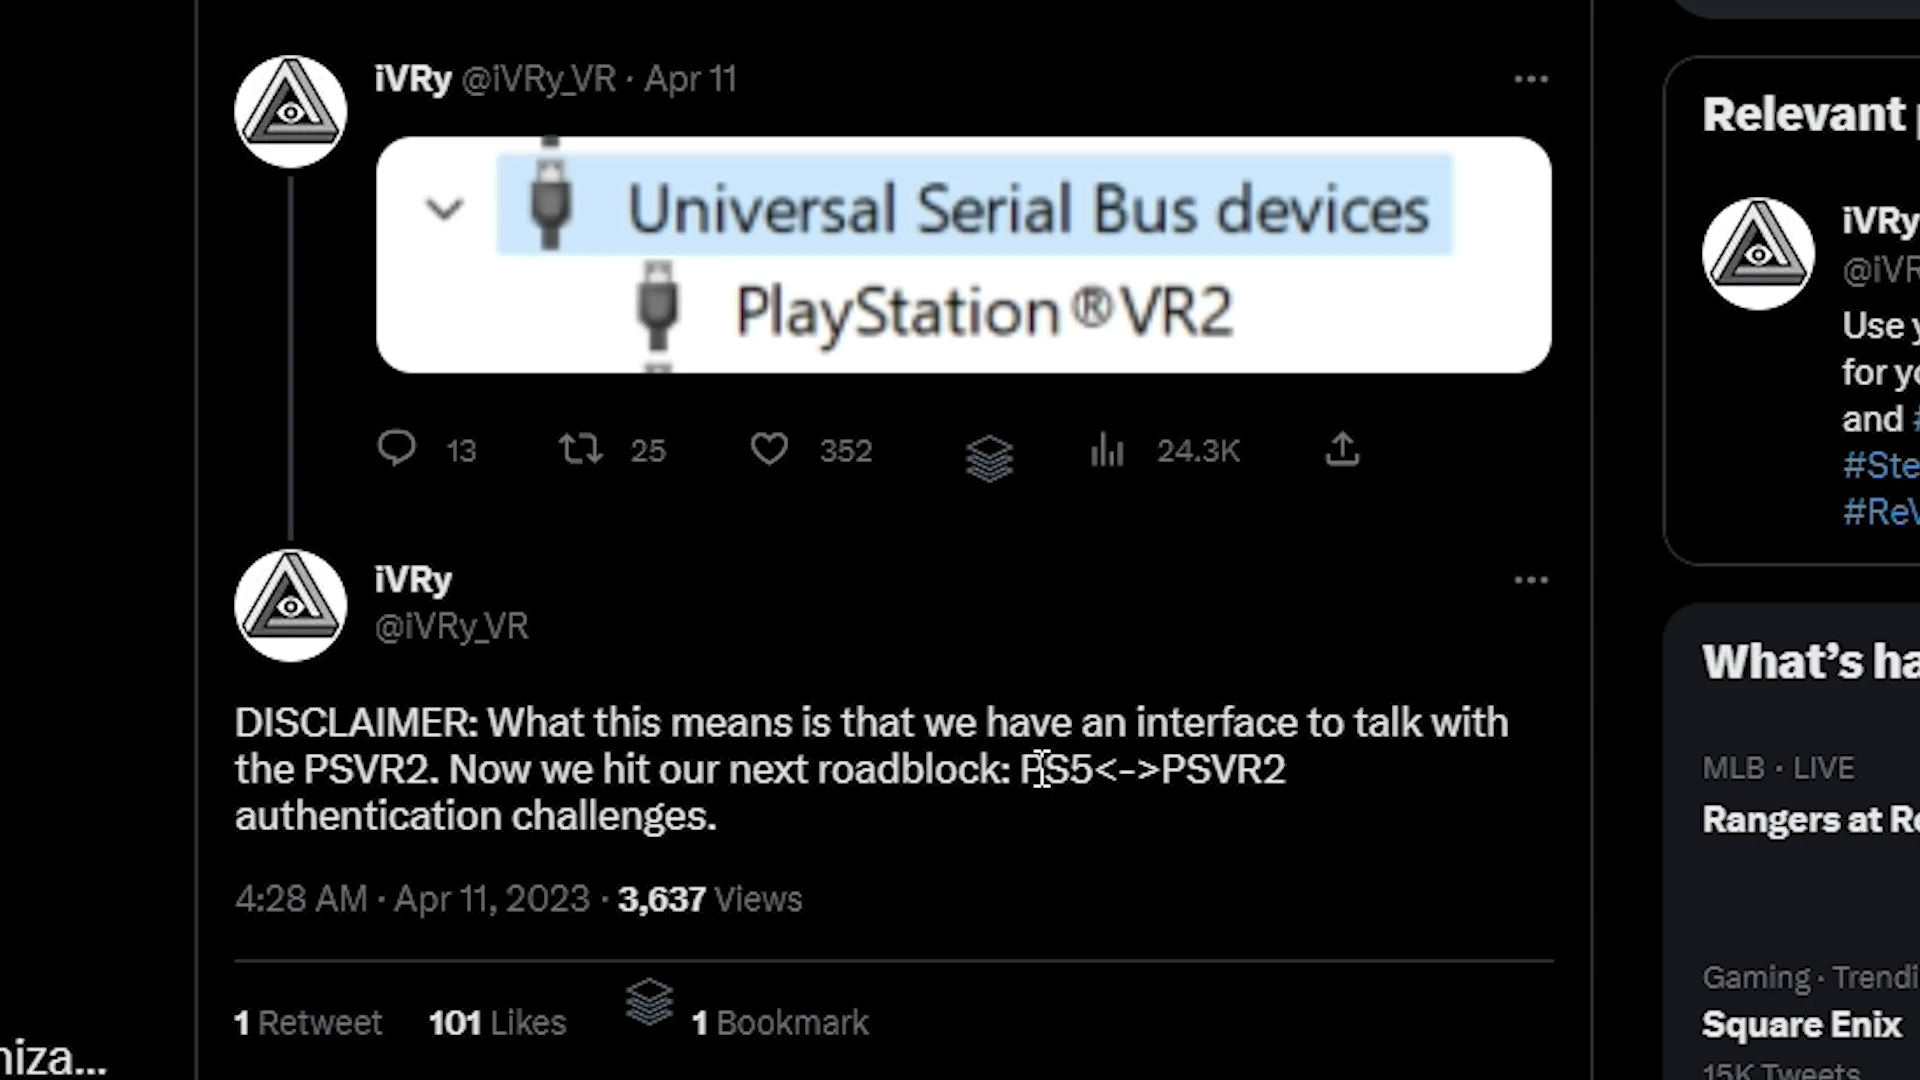 iVRy @iVRy_VR · Apr 11
Universal Serial Bus devices
PlayStation®VR2
13 25 352 24.3K
iVRy
@iVRy_VR
DISCLAIMER: What this means is that we have an interface to talk with
the PSVR2. Now we hit our next roadblock: PS5<->PSVR2
authentication challenges.
4:28 AM · Apr 11, 2023 · 3,637 Views
1 Retweet 101 Likes 1 Bookmark
niza...
Relevant
iVRy
@iVR
Use y
for yo
and #
#Ste
#ReV
What's ha
MLB · LIVE
Rangers at Re
Gaming · Trendi
Square Enix
15K Tweets